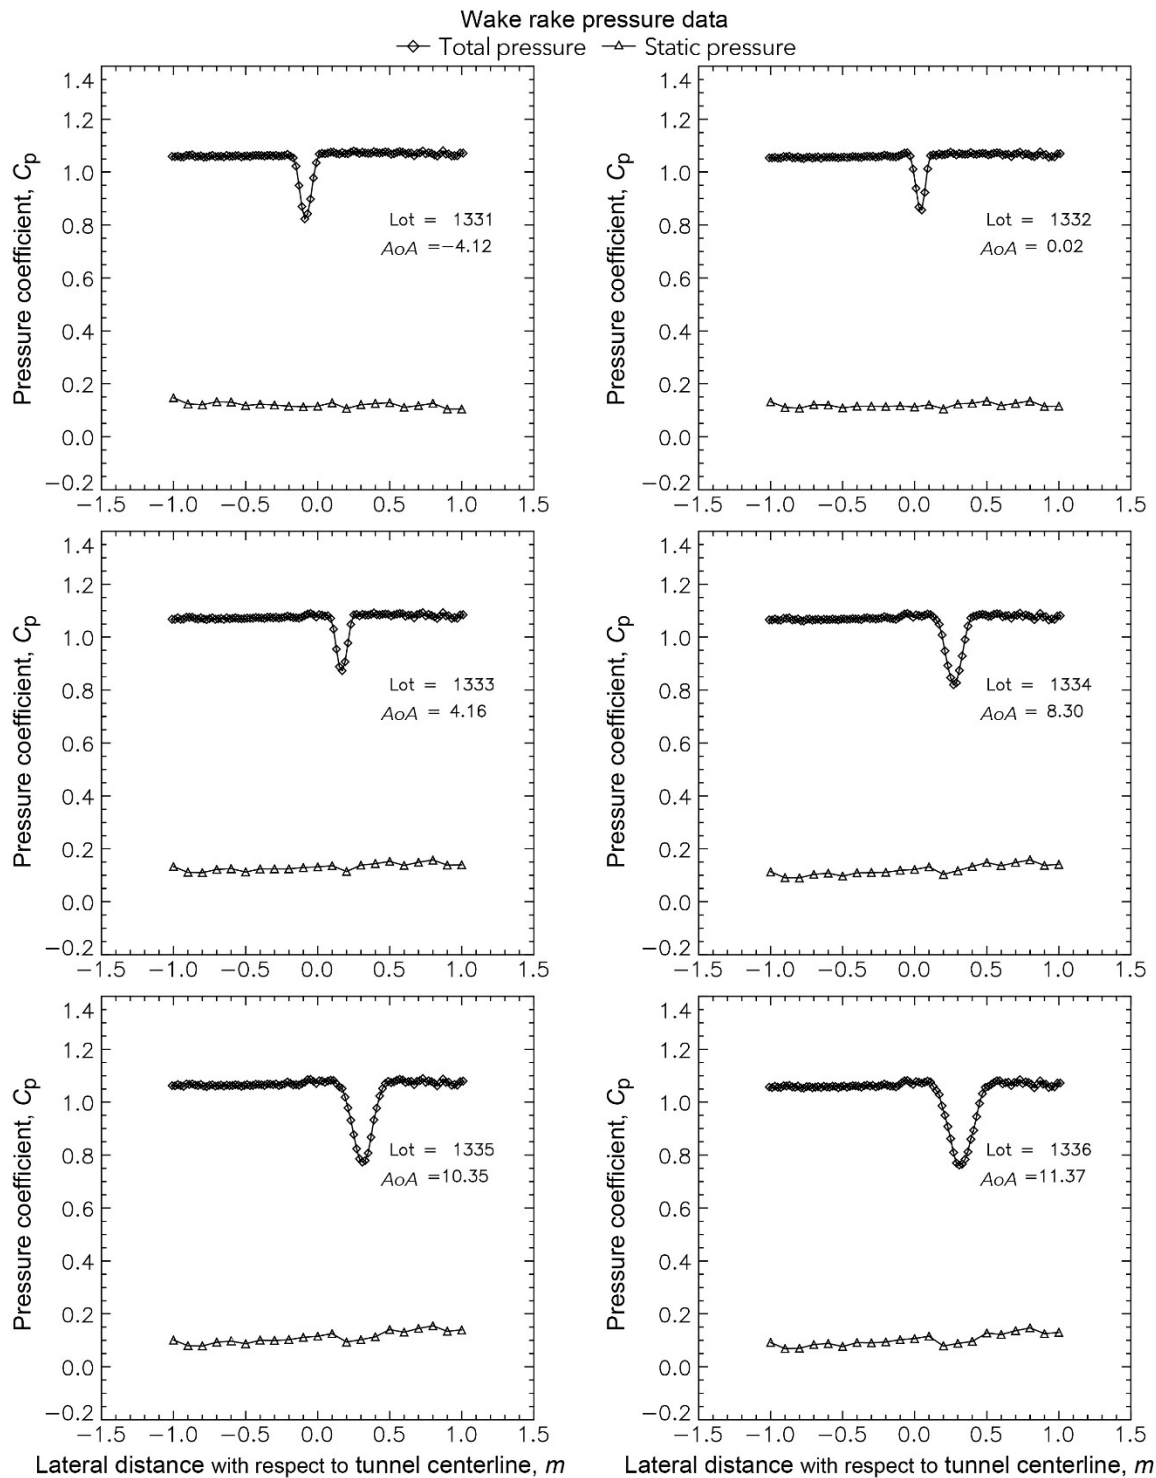 Wake rake pressure data
Total pressure Static pressure
1.4
1.2
1.0
0.8
0.6
0.4
0.2
0.0
−0.2
Pressure coefficient, Cp
Lot = 1331
AoA =−4.12
−1.5 −1.0 −0.5 0.0 0.5 1.0 1.5
1.4
1.2
1.0
0.8
0.6
0.4
0.2
0.0
−0.2
Pressure coefficient, Cp
Lot = 1332
AoA = 0.02
−1.5 −1.0 −0.5 0.0 0.5 1.0 1.5
1.4
1.2
1.0
0.8
0.6
0.4
0.2
0.0
−0.2
Pressure coefficient, Cp
Lot = 1333
AoA = 4.16
−1.5 −1.0 −0.5 0.0 0.5 1.0 1.5
1.4
1.2
1.0
0.8
0.6
0.4
0.2
0.0
−0.2
Pressure coefficient, Cp
Lot = 1334
AoA = 8.30
−1.5 −1.0 −0.5 0.0 0.5 1.0 1.5
1.4
1.2
1.0
0.8
0.6
0.4
0.2
0.0
−0.2
Pressure coefficient, Cp
Lot = 1335
AoA =10.35
−1.5 −1.0 −0.5 0.0 0.5 1.0 1.5
Lateral distance with respect to tunnel centerline, m
1.4
1.2
1.0
0.8
0.6
0.4
0.2
0.0
−0.2
Pressure coefficient, Cp
Lot = 1336
AoA =11.37
−1.5 −1.0 −0.5 0.0 0.5 1.0 1.5
Lateral distance with respect to tunnel centerline, m